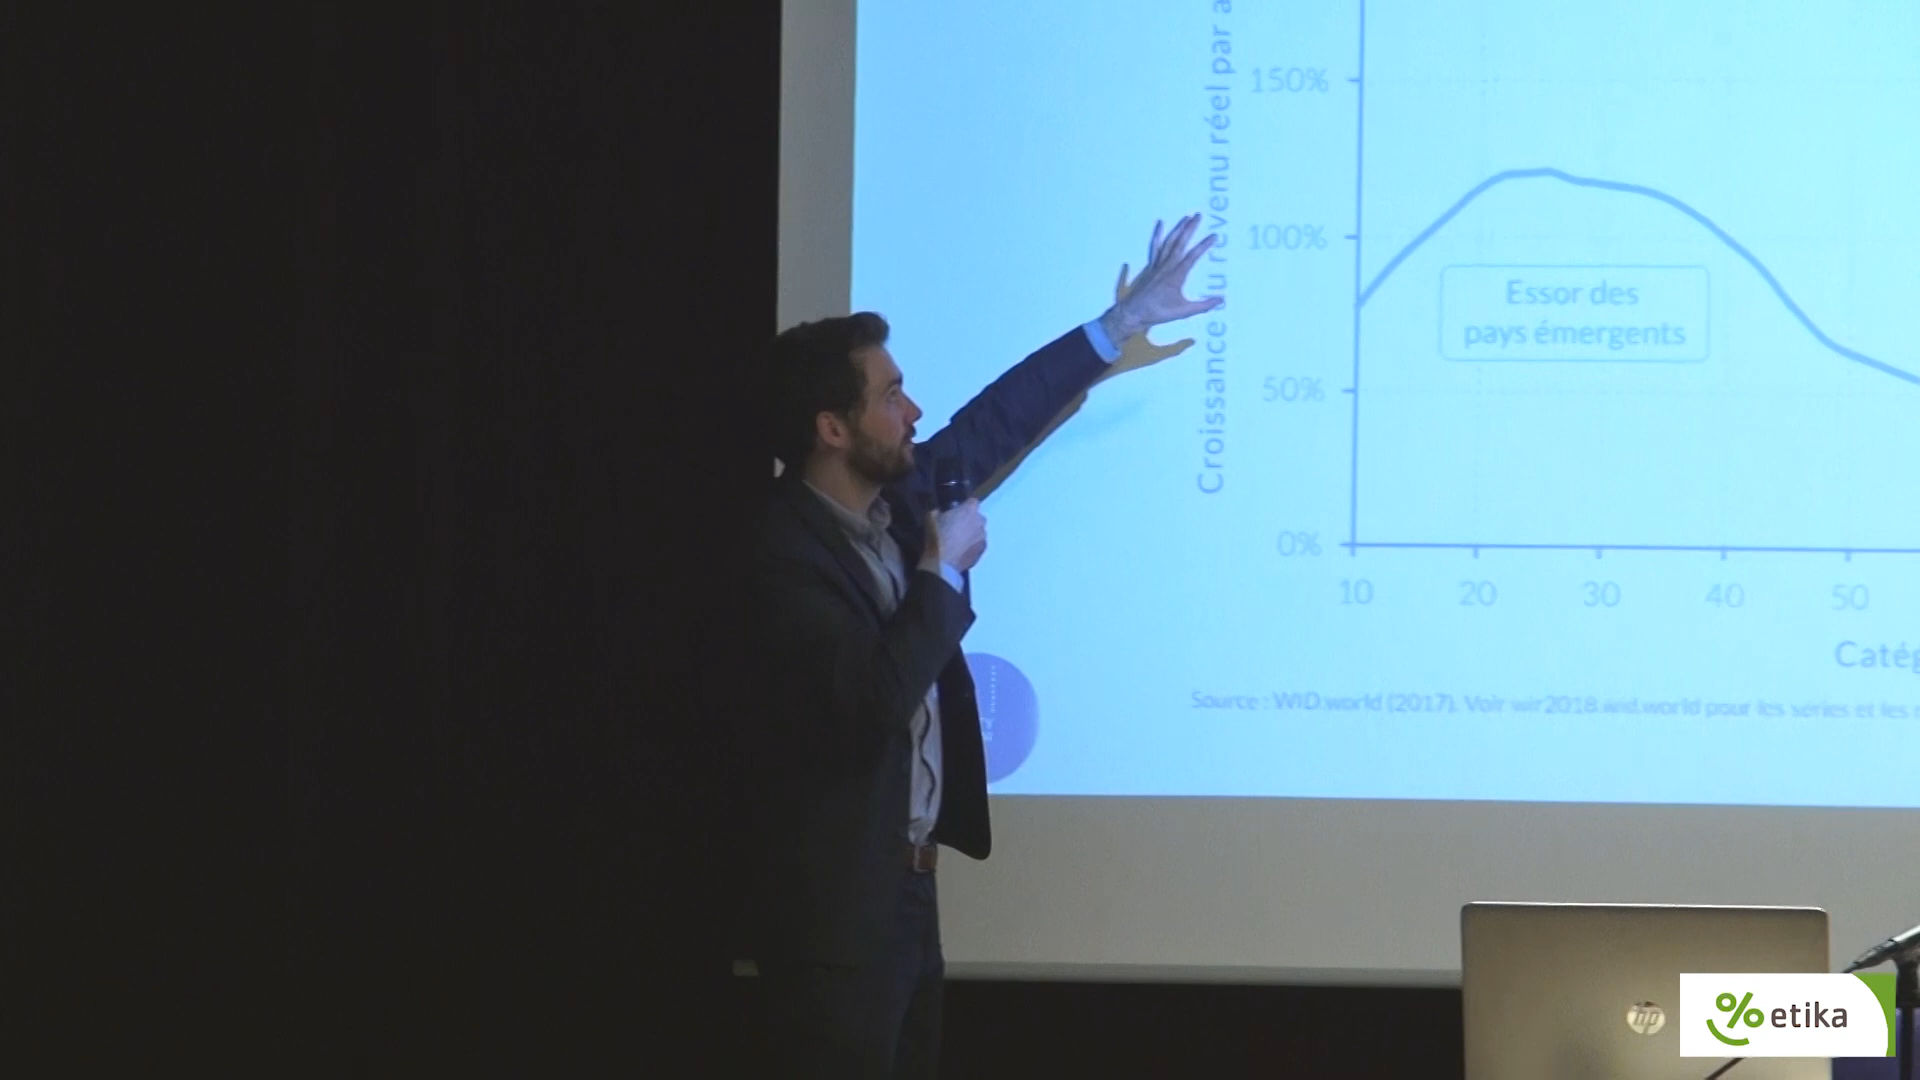 Croissance du revenu réel par a
150%
100%
50%
0%
Essor des
pays émergents
10 20 30 40 50
Catég
Source : WID.world (2017). Voir wir2018.wid.world pour les séries et les
hp
% etika